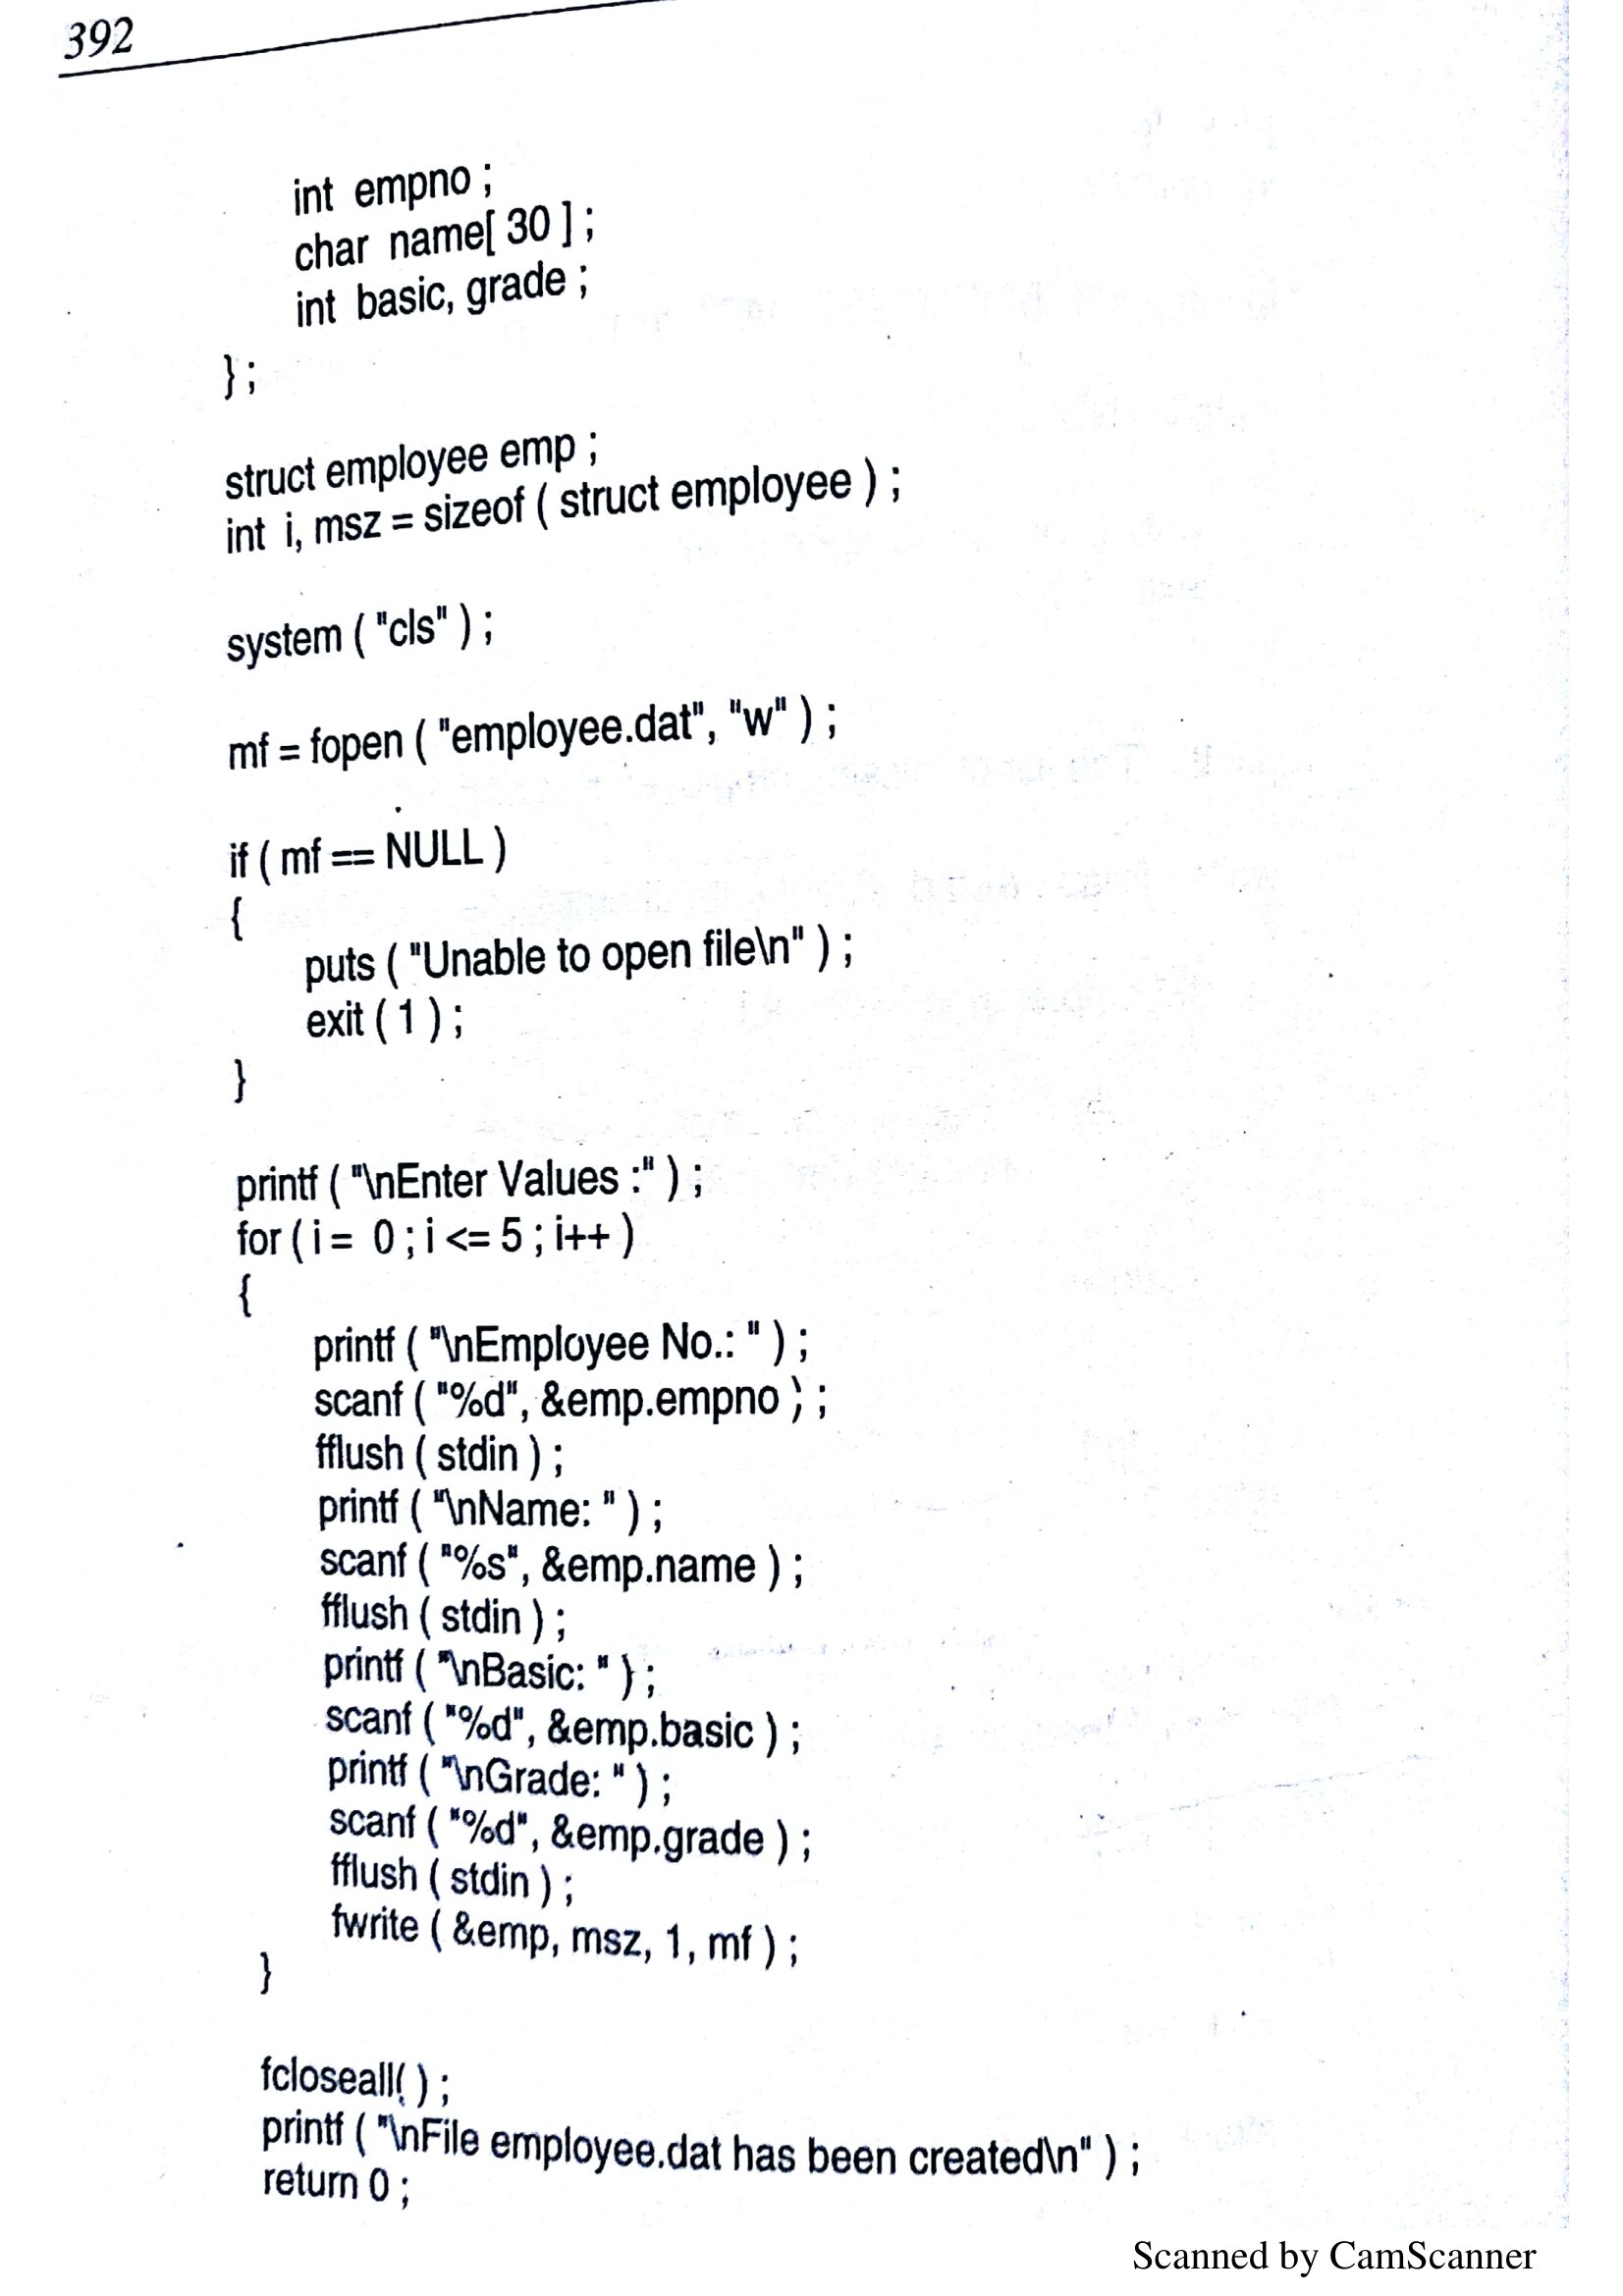 392
int empno ;
char name[ 30 ] ;
int basic, grade ;
} ;
struct employee emp ;
int i, msz = sizeof ( struct employee ) ;
system ( "cls" ) ;
mf = fopen ( "employee.dat", "w" ) ;
if ( mf == NULL )
{
puts ( "Unable to open file\n" ) ;
exit ( 1 ) ;
}
printf ( "\nEnter Values :" ) ;
for ( i = 0 ; i <= 5 ; i++ )
{
printf ( "\nEmployee No.: " ) ;
scanf ( "%d", &emp.empno ) ;
fflush ( stdin ) ;
printf ( "\nName: " ) ;
scanf ( "%s", &emp.name ) ;
fflush ( stdin ) ;
printf ( "\nBasic: " ) ;
scanf ( "%d", &emp.basic ) ;
printf ( "\nGrade: " ) ;
scanf ( "%d", &emp.grade ) ;
fflush ( stdin ) ;
fwrite ( &emp, msz, 1, mf ) ;
}
fcloseall( ) ;
printf ( "\nFile employee.dat has been created\n" ) ;
return 0 ;
Scanned by CamScanner